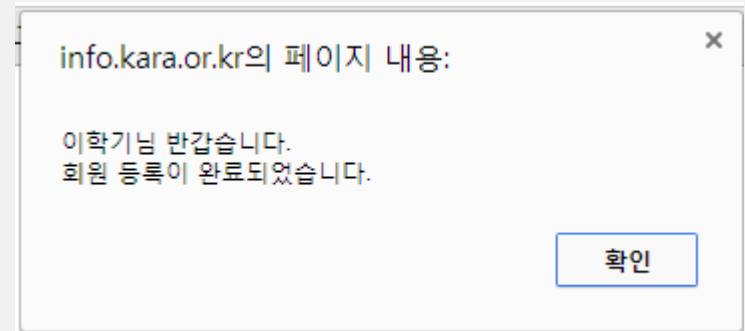 info.kara.or.kr의 페이지 내용:
이학기님 반갑습니다.
회원 등록이 완료되었습니다.
확인